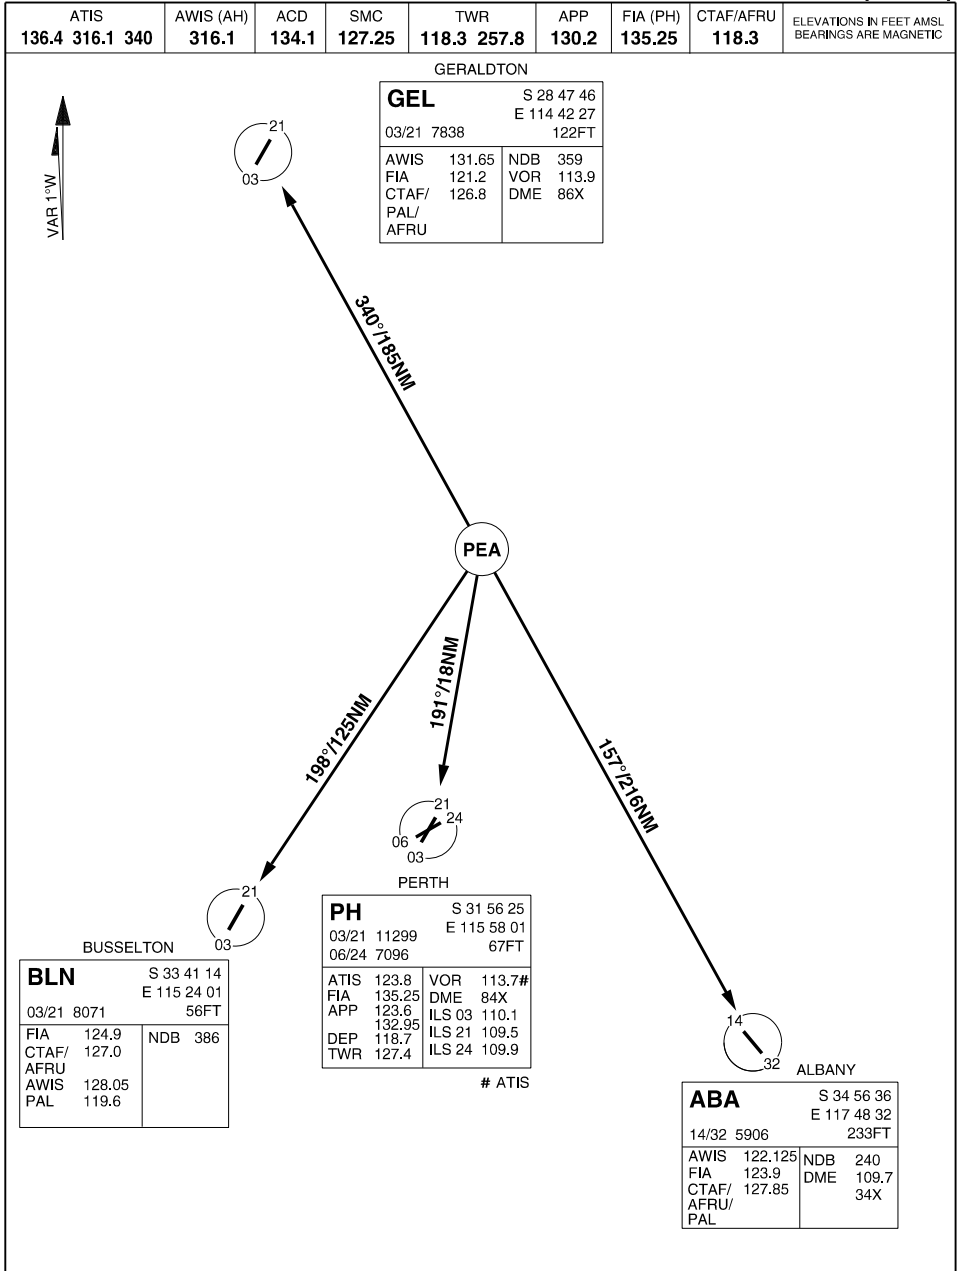 ATIS
136.4 316.1 340
AWIS (AH)
316.1
ACD
134.1
SMC
127.25
TWR
118.3 257.8
APP
130.2
FIA (PH)
135.25
CTAF/AFRU
118.3
ELEVATIONS IN FEET AMSL
BEARINGS ARE MAGNETIC
VAR 1°W
21
03
GERALDTON
GEL S 28 47 46
E 114 42 27
03/21 7838 122FT
AWIS 131.65
FIA 121.2
CTAF/ 126.8
PAL/
AFRU
NDB 359
VOR 113.9
DME 86X
340°/185NM
PEA
198°/125NM
191°/18NM
157°/216NM
21
24
06
03
PERTH
PH S 31 56 25
E 115 58 01
03/21 11299
67FT
06/24 7096
ATIS 123.8
FIA 135.25
APP 123.6
132.95
DEP 118.7
TWR 127.4
VOR 113.7#
DME 84X
ILS 03 110.1
ILS 21 109.5
ILS 24 109.9
# ATIS
21
03
BUSSELTON
BLN S 33 41 14
E 115 24 01
03/21 8071 56FT
FIA 124.9
CTAF/ 127.0
AFRU
AWIS 128.05
PAL 119.6
NDB 386
14
32
ALBANY
ABA S 34 56 36
E 117 48 32
14/32 5906 233FT
AWIS 122.125
FIA 123.9
CTAF/ 127.85
AFRU/
PAL
NDB 240
DME 109.7
34X